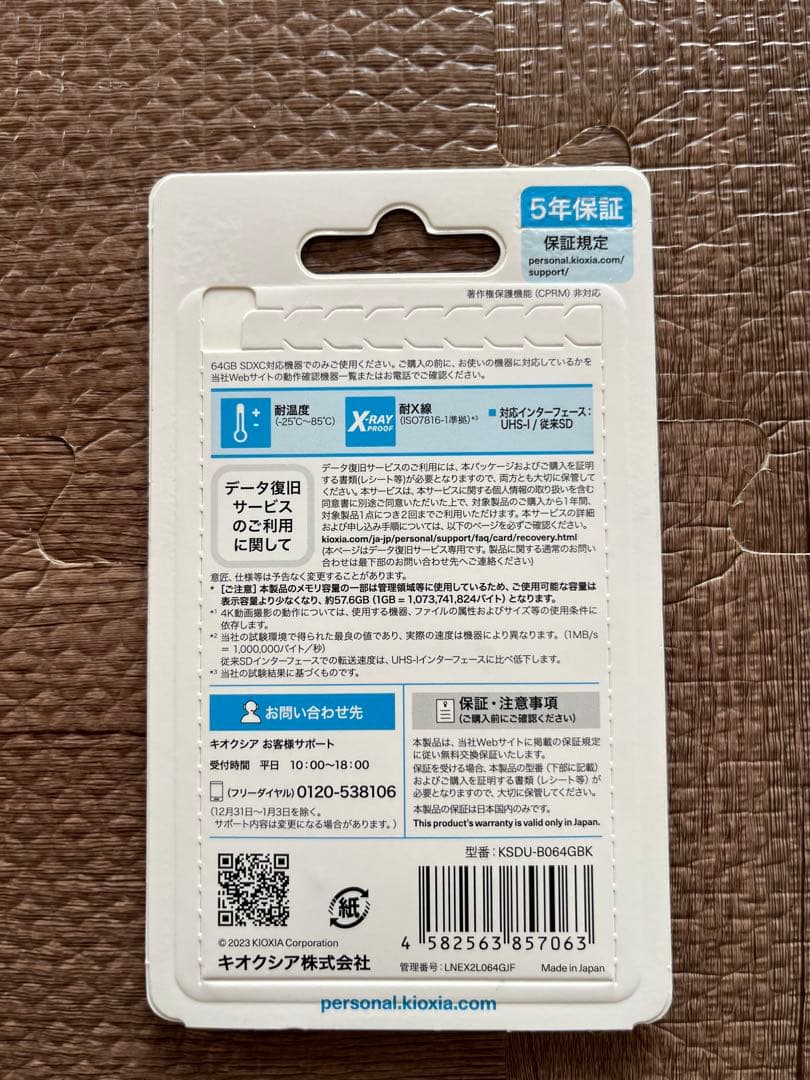 5年保証
保証規定
personal.kioxia.com/
support/
著作権保護機能 (CPRM) 非対応
64GB SDXC対応機器でのみご使用ください。ご購入の前に、お使いの機器に対応しているかを
当社Webサイトの動作確認機器一覧またはお電話でご確認ください。
+
-
耐温度
(-25℃~85℃)
X-RAY
PROOF
耐X線
(ISO7816-1準拠)*3
■ 対応インターフェース:
UHS-I / 従来SD
データ復旧
サービス
のご利用
に関して
データ復旧サービスのご利用には、本パッケージおよびご購入を証明
する書類(レシート等)が必要となりますので、両方とも大切に保管して
ください。本サービスは、本サービスに関する個人情報の取り扱いを含む
同意書に別途ご同意いただいた上で、対象製品のご購入から1年間、
対象製品1点につき2回までご利用いただけます。本サービスの詳細
および申し込み手順については、以下のページを必ずご確認ください。
kioxia.com/ja-jp/personal/support/faq/card/recovery.html
(本ページはデータ復旧サービス専用です。製品に関する通常のお問い
合わせは最下部のお問い合わせ先へご連絡ください)
意匠、仕様等は予告なく変更することがあります。
* [ご注意] 本製品のメモリ容量の一部は管理領域等に使用しているため、ご使用可能な容量は
表示容量より少なくなり、約57.6GB (1GB = 1,073,741,824バイト) となります。
*1 4K動画撮影の動作については、使用する機器、ファイルの属性およびサイズ等の使用条件に
依存します。
*2 当社の試験環境で得られた最良の値であり、実際の速度は機器により異なります。(1MB/s
= 1,000,000バイト/秒)
従来SDインターフェースでの転送速度は、UHS-Iインターフェースに比べ低下します。
*3 当社の試験結果に基づくものです。
お問い合わせ先
キオクシア お客様サポート
受付時間 平日 10:00~18:00
(フリーダイヤル) 0120-538106
(12月31日~1月3日を除く。
サポート内容は変更になる場合があります。)
保証・注意事項
(ご購入前にご確認ください)
本製品は、当社Webサイトに掲載の保証規定
に従い無料交換保証いたします。
保証を受ける場合、本製品の型番 (下部に記載)
およびご購入を証明する書類 (レシート等) が
必要となりますので、大切に保管してください。
本製品の保証は日本国内のみです。
This product's warranty is valid only in Japan.
型番:KSDU-B064GBK
紙
4 582563 857063
© 2023 KIOXIA Corporation
キオクシア株式会社
管理番号:LNEX2L064GJF
Made in Japan
personal.kioxia.com